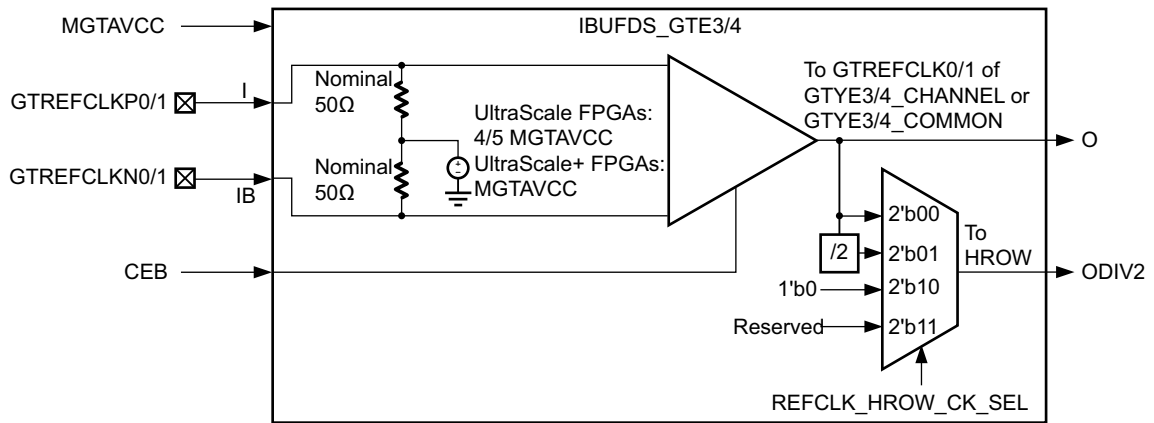 MGTAVCC
IBUFDS_GTE3/4
GTREFCLKP0/1
I
Nominal
50Ω
UltraScale FPGAs:
4/5 MGTAVCC
UltraScale+ FPGAs:
MGTAVCC
To GTREFCLK0/1 of
GTYE3/4_CHANNEL or
GTYE3/4_COMMON
O
GTREFCLKN0/1
IB
Nominal
50Ω
+
−
2'b00
/2
2'b01
To
HROW
CEB
ODIV2
1'b0
2'b10
Reserved
2'b11
REFCLK_HROW_CK_SEL